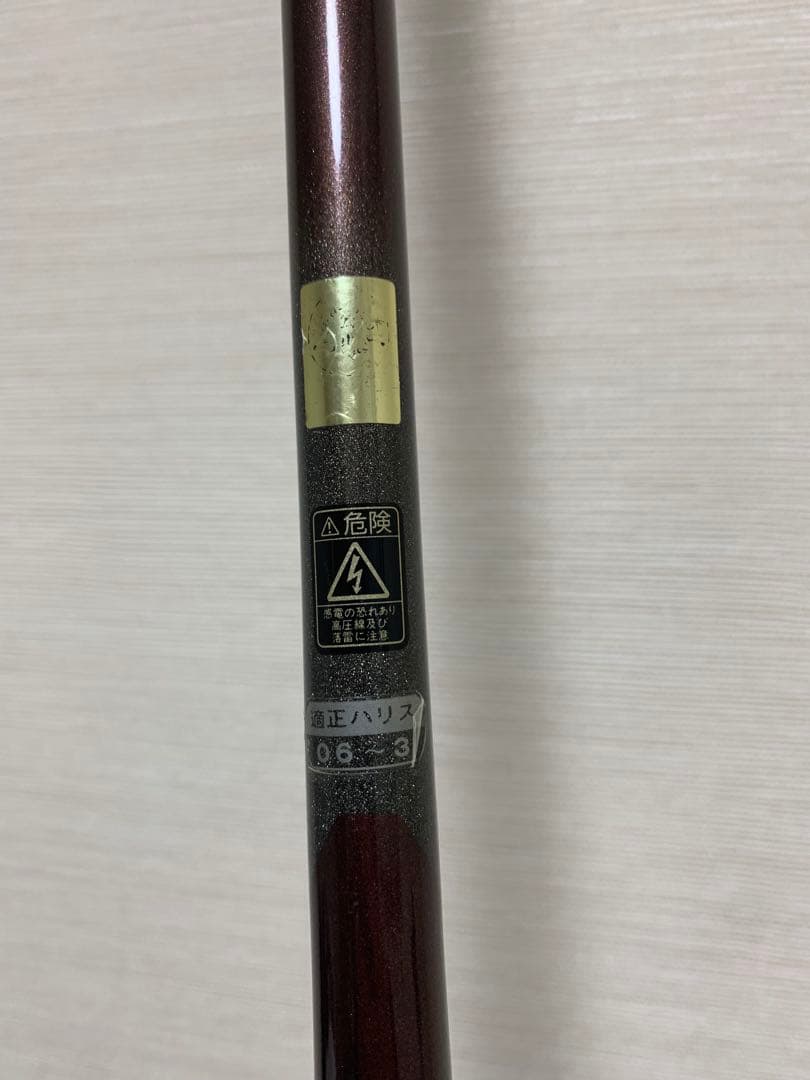 ⚠危険
感電の恐れあり
高圧線及び
落雷に注意
適正ハリス
06～3